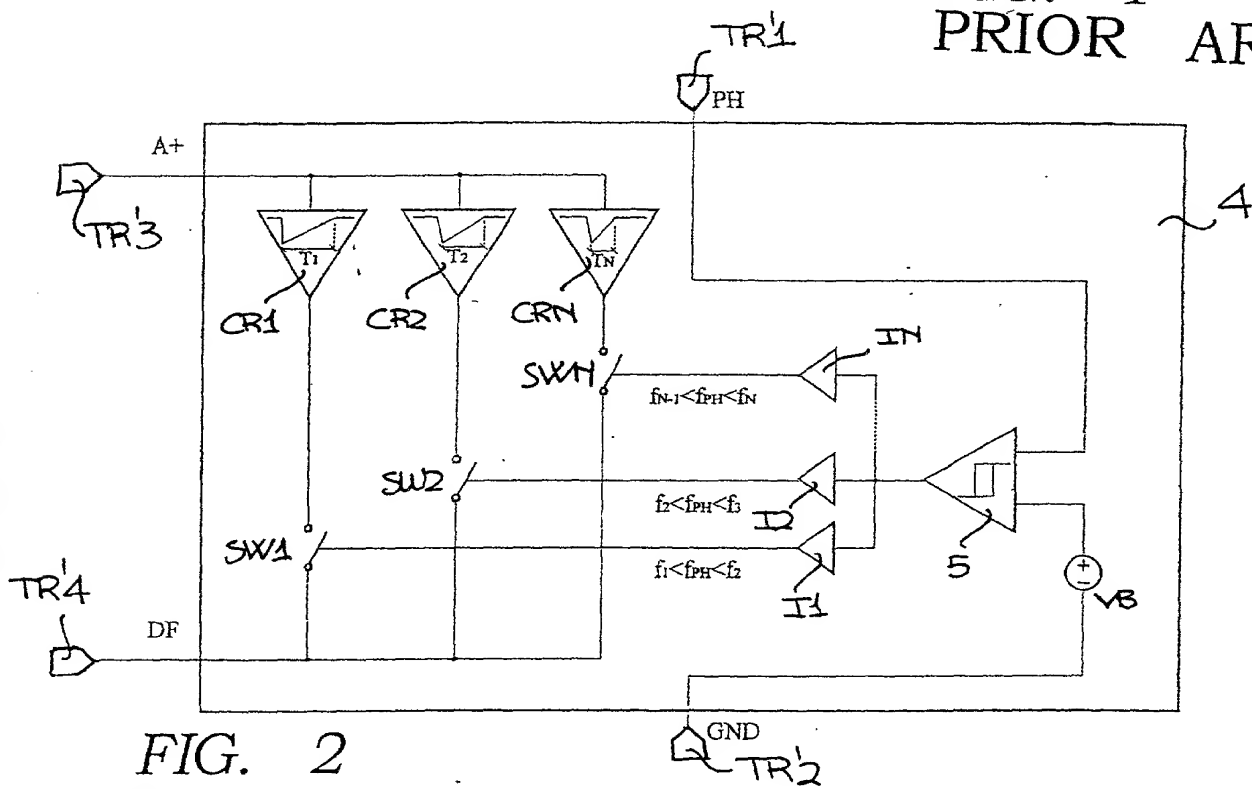 PRIOR AR
TR'1
PH
A+
TR'3
4
T1
T2
TN
CR1
CR2
CRN
IN
SWN
fN-1<fPH<fN
SW2
f2<fPH<f3
I2
5
SW1
f1<fPH<f2
I1
+
−
VB
TR'4
DF
GND
TR'2
FIG. 2